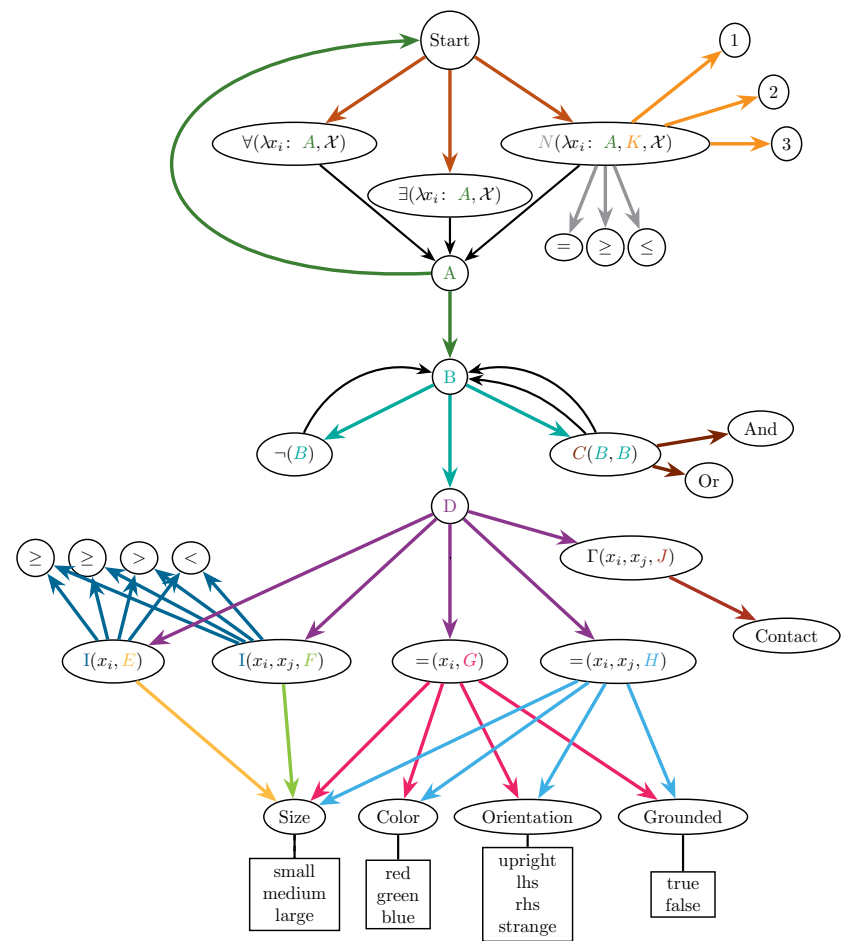 Start
1
2
3
∀(λx_i: A, 𝒳)
N(λx_i: A, K, 𝒳)
∃(λx_i: A, 𝒳)
=
≥
≤
A
B
¬(B)
C(B, B)
And
Or
D
≥
≥
>
<
Γ(x_i, x_j, J)
Contact
I(x_i, E)
I(x_i, x_j, F)
=(x_i, G)
=(x_i, x_j, H)
Size
Color
Orientation
Grounded
small
medium
large
red
green
blue
upright
lhs
rhs
strange
true
false